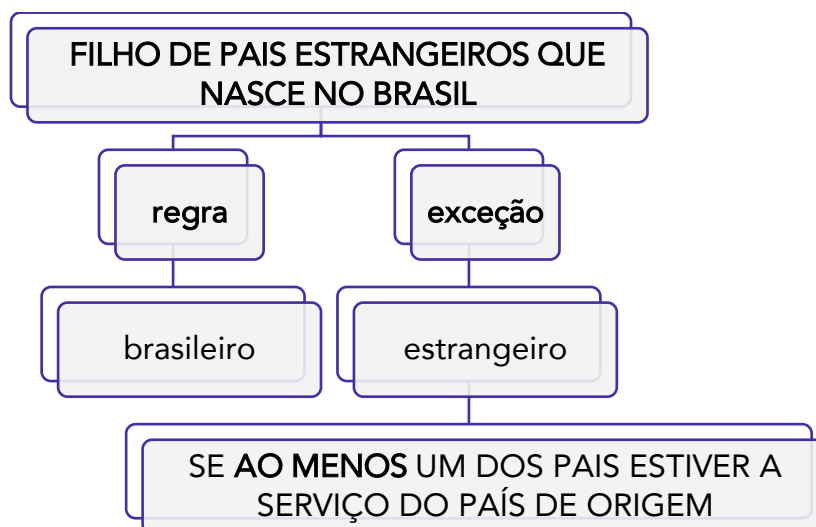 FILHO DE PAIS ESTRANGEIROS QUE
NASCE NO BRASIL
regra
exceção
brasileiro
estrangeiro
SE AO MENOS UM DOS PAIS ESTIVER A
SERVIÇO DO PAÍS DE ORIGEM